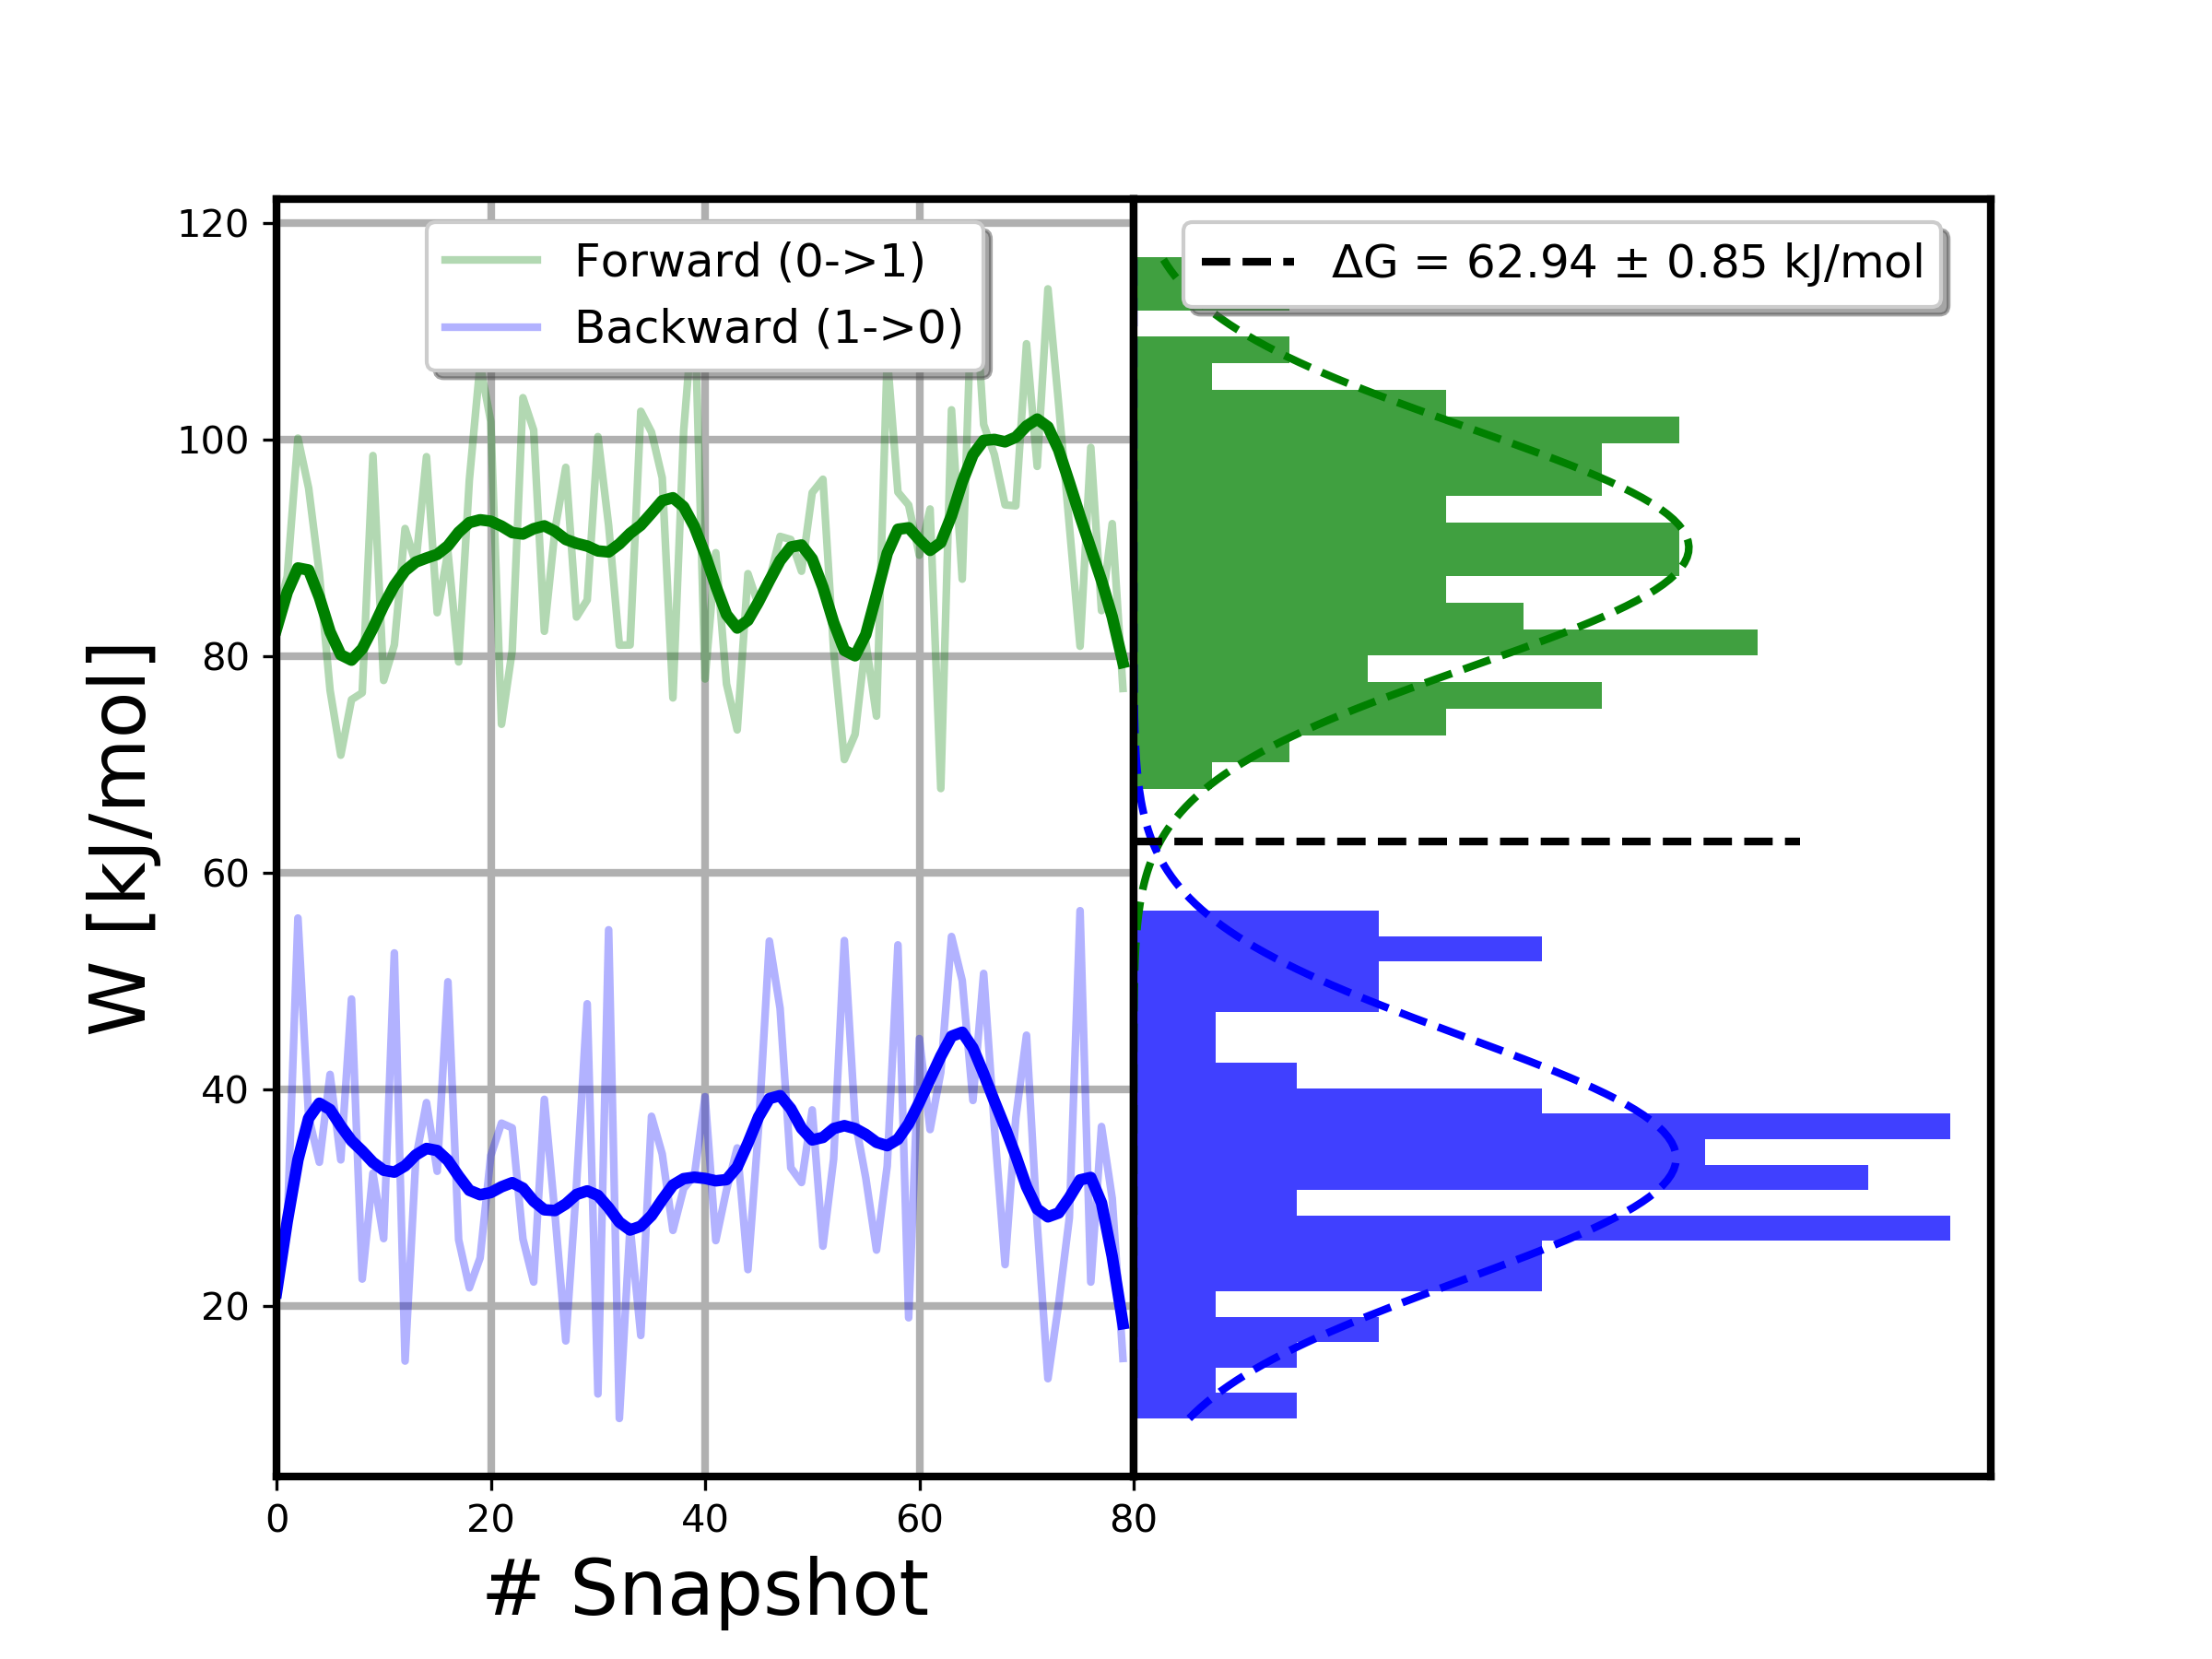 Forward (0->1)
Backward (1->0)
ΔG = 62.94 ± 0.85 kJ/mol
W [kJ/mol]
120
100
80
60
40
20
0 20 40 60 80
# Snapshot